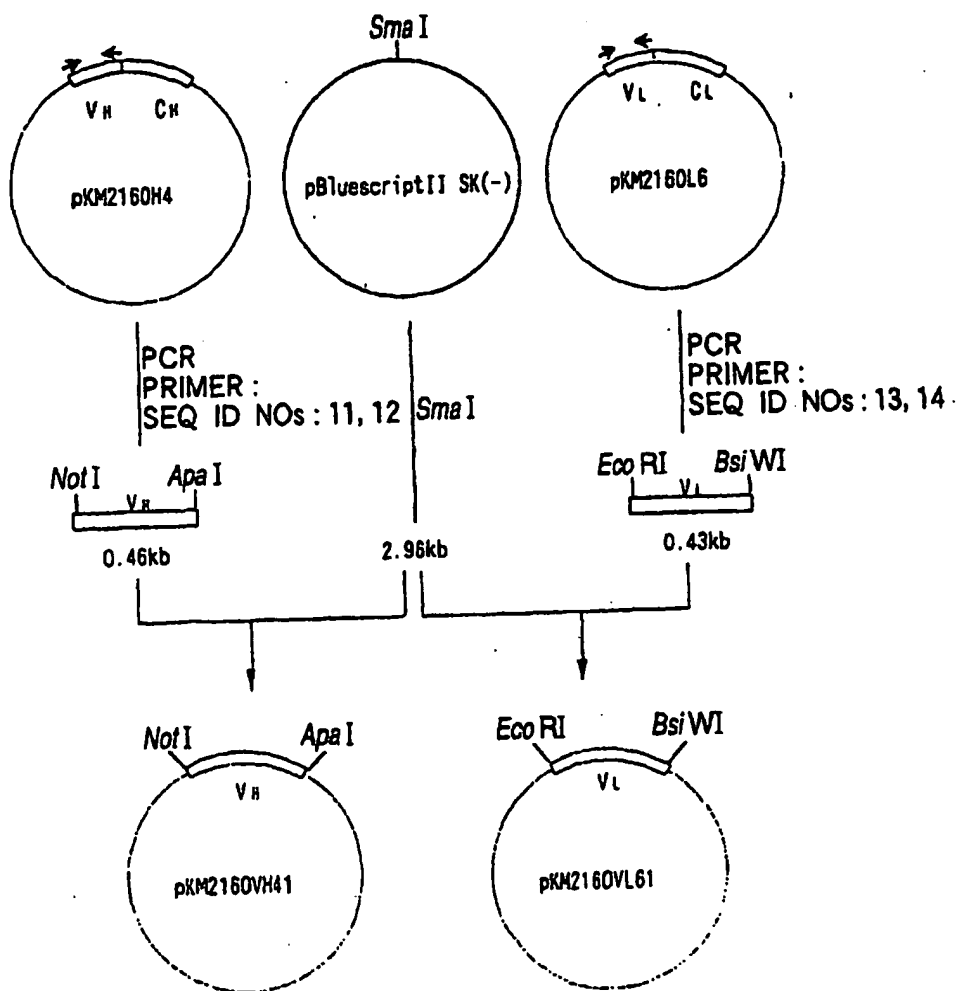 Sma I
VH CH
pKM2160H4
pBluescriptII SK(-)
VL CL
pKM2160L6
PCR
PRIMER :
SEQ ID NOs : 11, 12
Sma I
PCR
PRIMER :
SEQ ID NOs : 13, 14
Not I Apa I
VH
0.46kb
2.96kb
Eco RI Bsi WI
VL
0.43kb
Not I Apa I
VH
pKM2160VH41
Eco RI Bsi WI
VL
pKM2160VL61